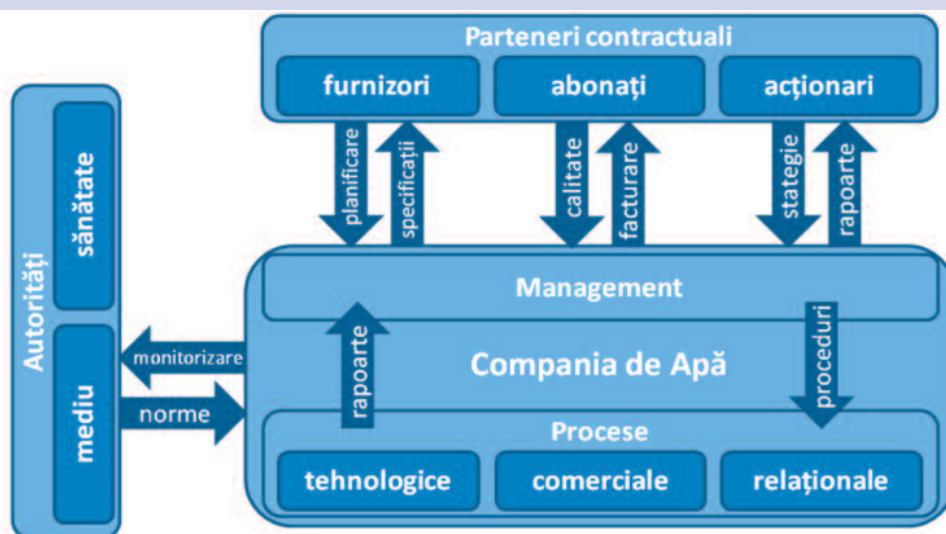 Parteneri contractuali
furnizori
abonați
acționari
planificare
specificații
calitate
facturare
stategie
rapoarte
Autorități
sănătate
mediu
monitorizare
norme
Management
rapoarte
Compania de Apă
proceduri
Procese
tehnologice
comerciale
relaționale